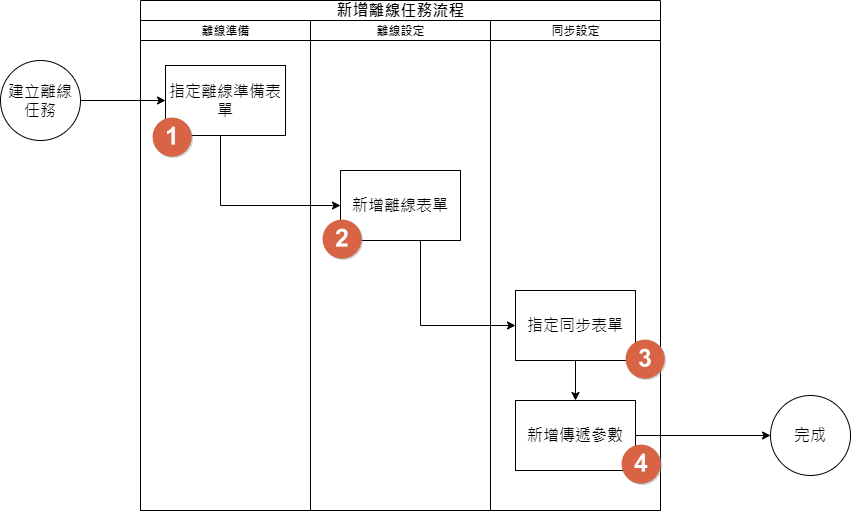 新增離線任務流程
離線準備
離線設定
同步設定
建立離線
任務
指定離線準備表
單
1
新增離線表單
2
指定同步表單
3
新增傳遞參數
4
完成